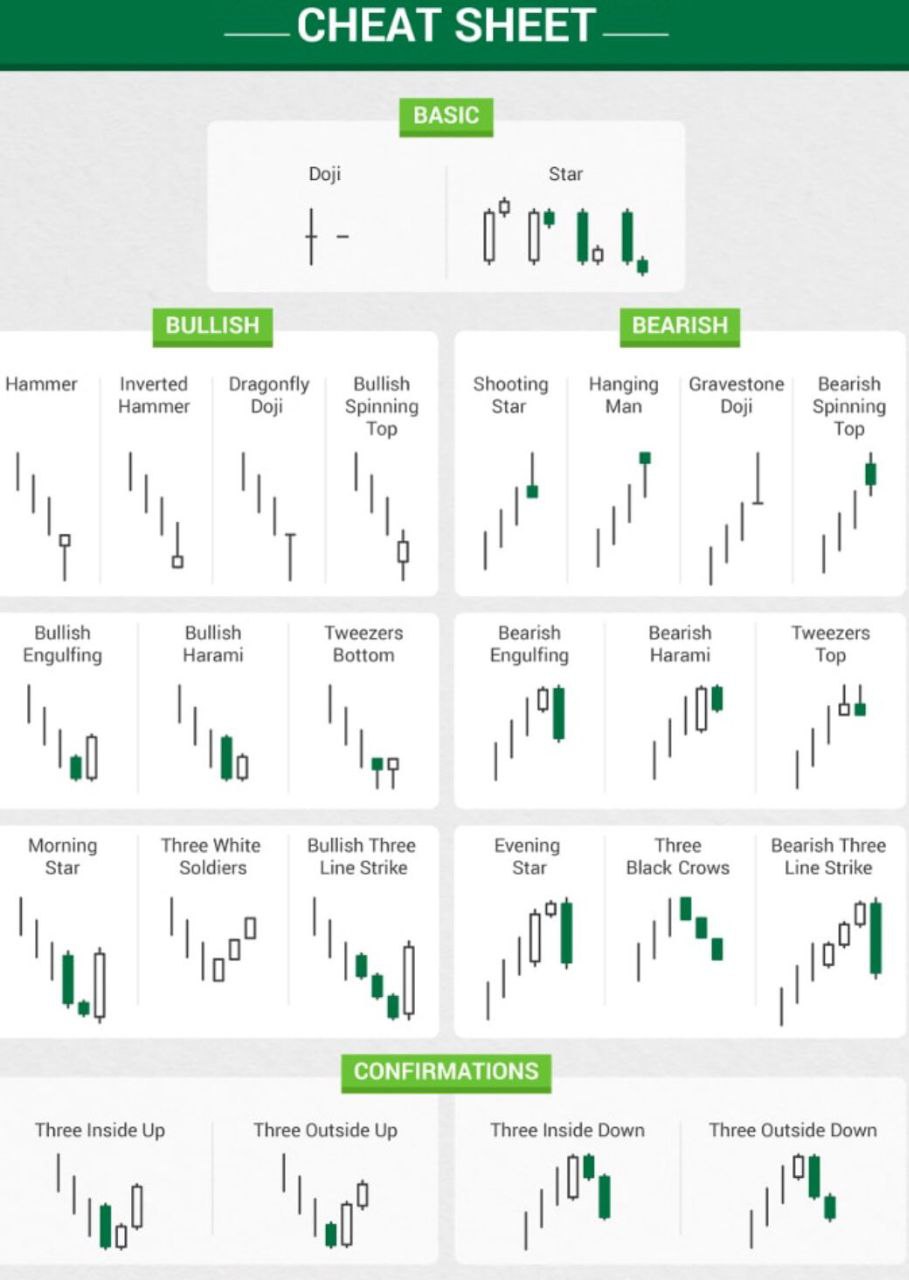 CHEAT SHEET
BASIC
Doji
Star
BULLISH
Hammer
Inverted
Hammer
Dragonfly
Doji
Bullish
Spinning
Top
BEARISH
Shooting
Star
Hanging
Man
Gravestone
Doji
Bearish
Spinning
Top
Bullish
Engulfing
Bullish
Harami
Tweezers
Bottom
Bearish
Engulfing
Bearish
Harami
Tweezers
Top
Morning
Star
Three White
Soldiers
Bullish Three
Line Strike
Evening
Star
Three
Black Crows
Bearish Three
Line Strike
CONFIRMATIONS
Three Inside Up
Three Outside Up
Three Inside Down
Three Outside Down